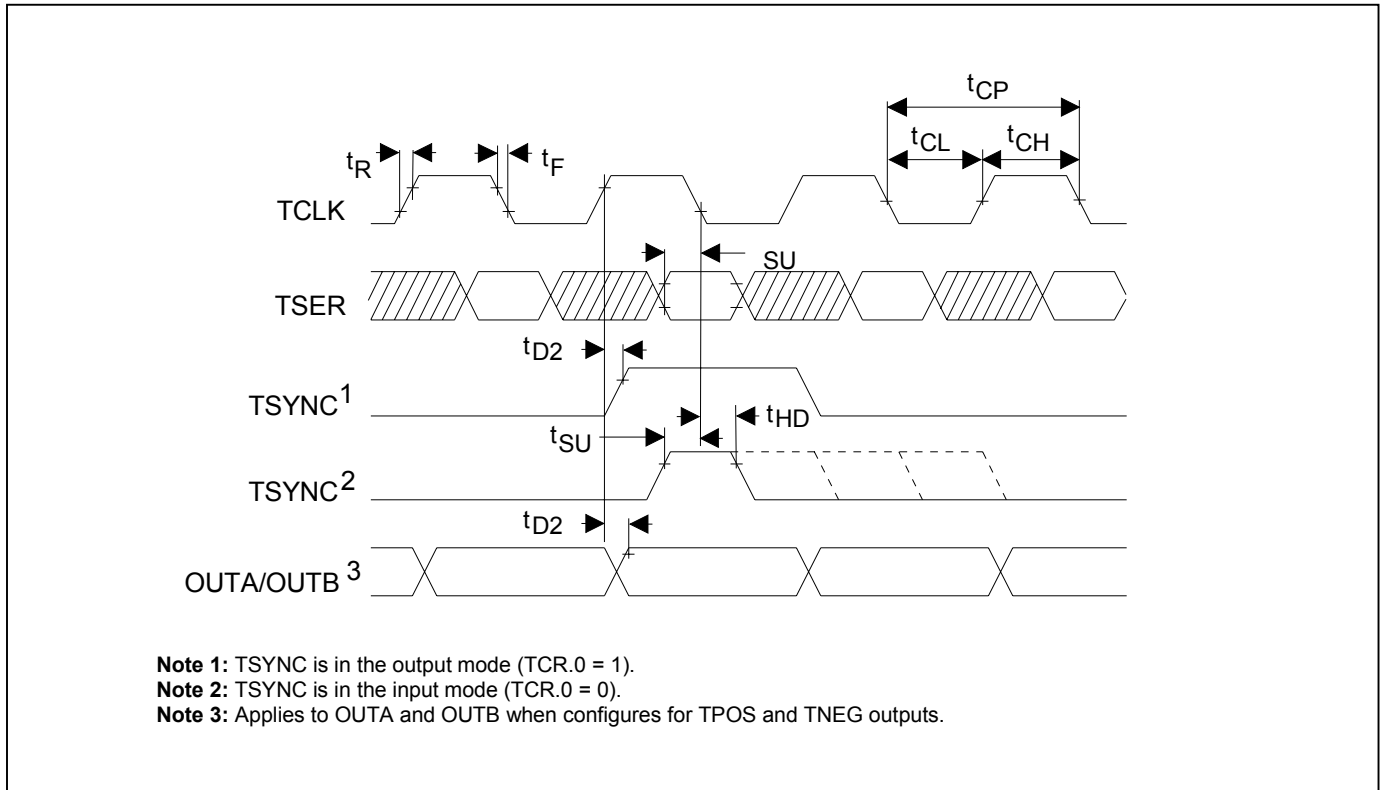 tCP
tCL tCH
tR tF
TCLK
SU
TSER
tD2
TSYNC1
tHD
tSU
TSYNC2
tD2
OUTA/OUTB 3
Note 1: TSYNC is in the output mode (TCR.0 = 1).
Note 2: TSYNC is in the input mode (TCR.0 = 0).
Note 3: Applies to OUTA and OUTB when configures for TPOS and TNEG outputs.